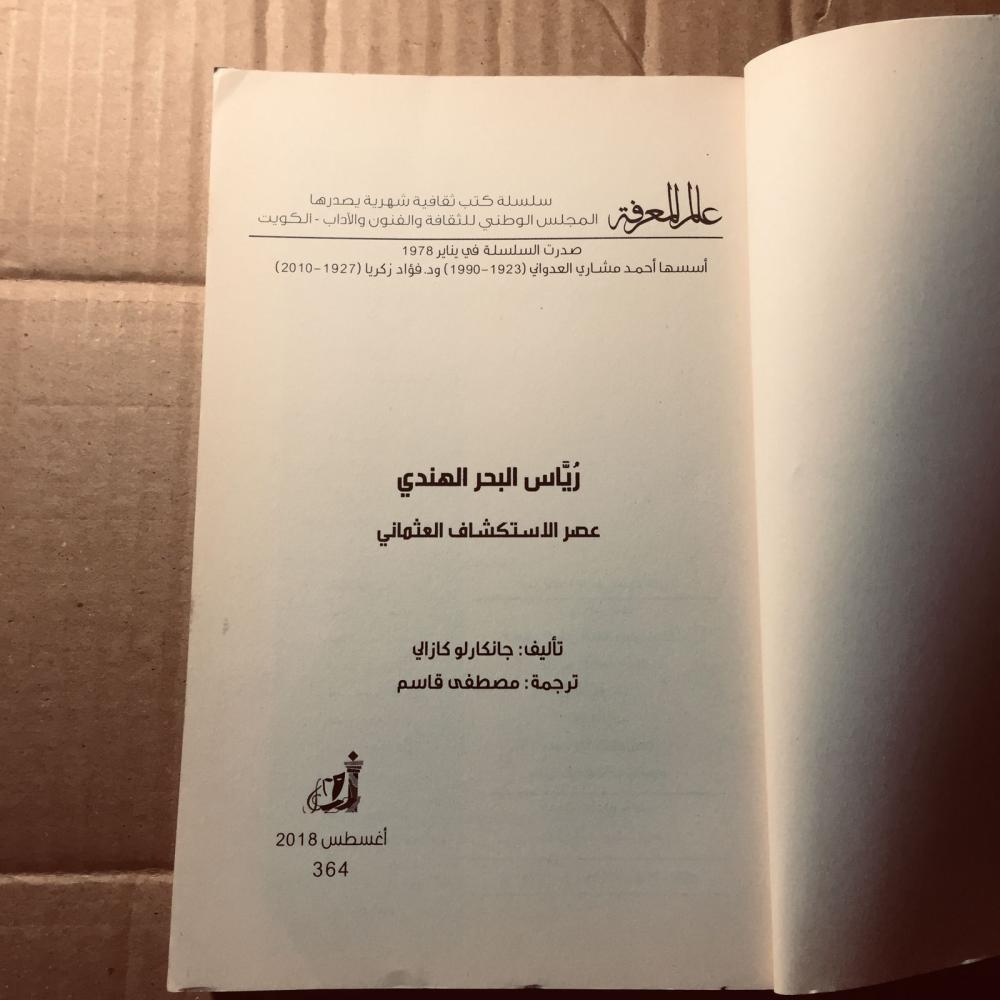 عالم المعرفة
سلسلة كتب ثقافية شهرية يصدرها
المجلس الوطني للثقافة والفنون والآداب - الكويت
صدرت السلسلة في يناير 1978
أسسها أحمد مشاري العدواني (1923-1990) ود. فؤاد زكريا (1927-2010)
رُيَّاس البحر الهندي
عصر الاستكشاف العثماني
تأليف: جانكارلو كازالي
ترجمة: مصطفى قاسم
أغسطس 2018
364